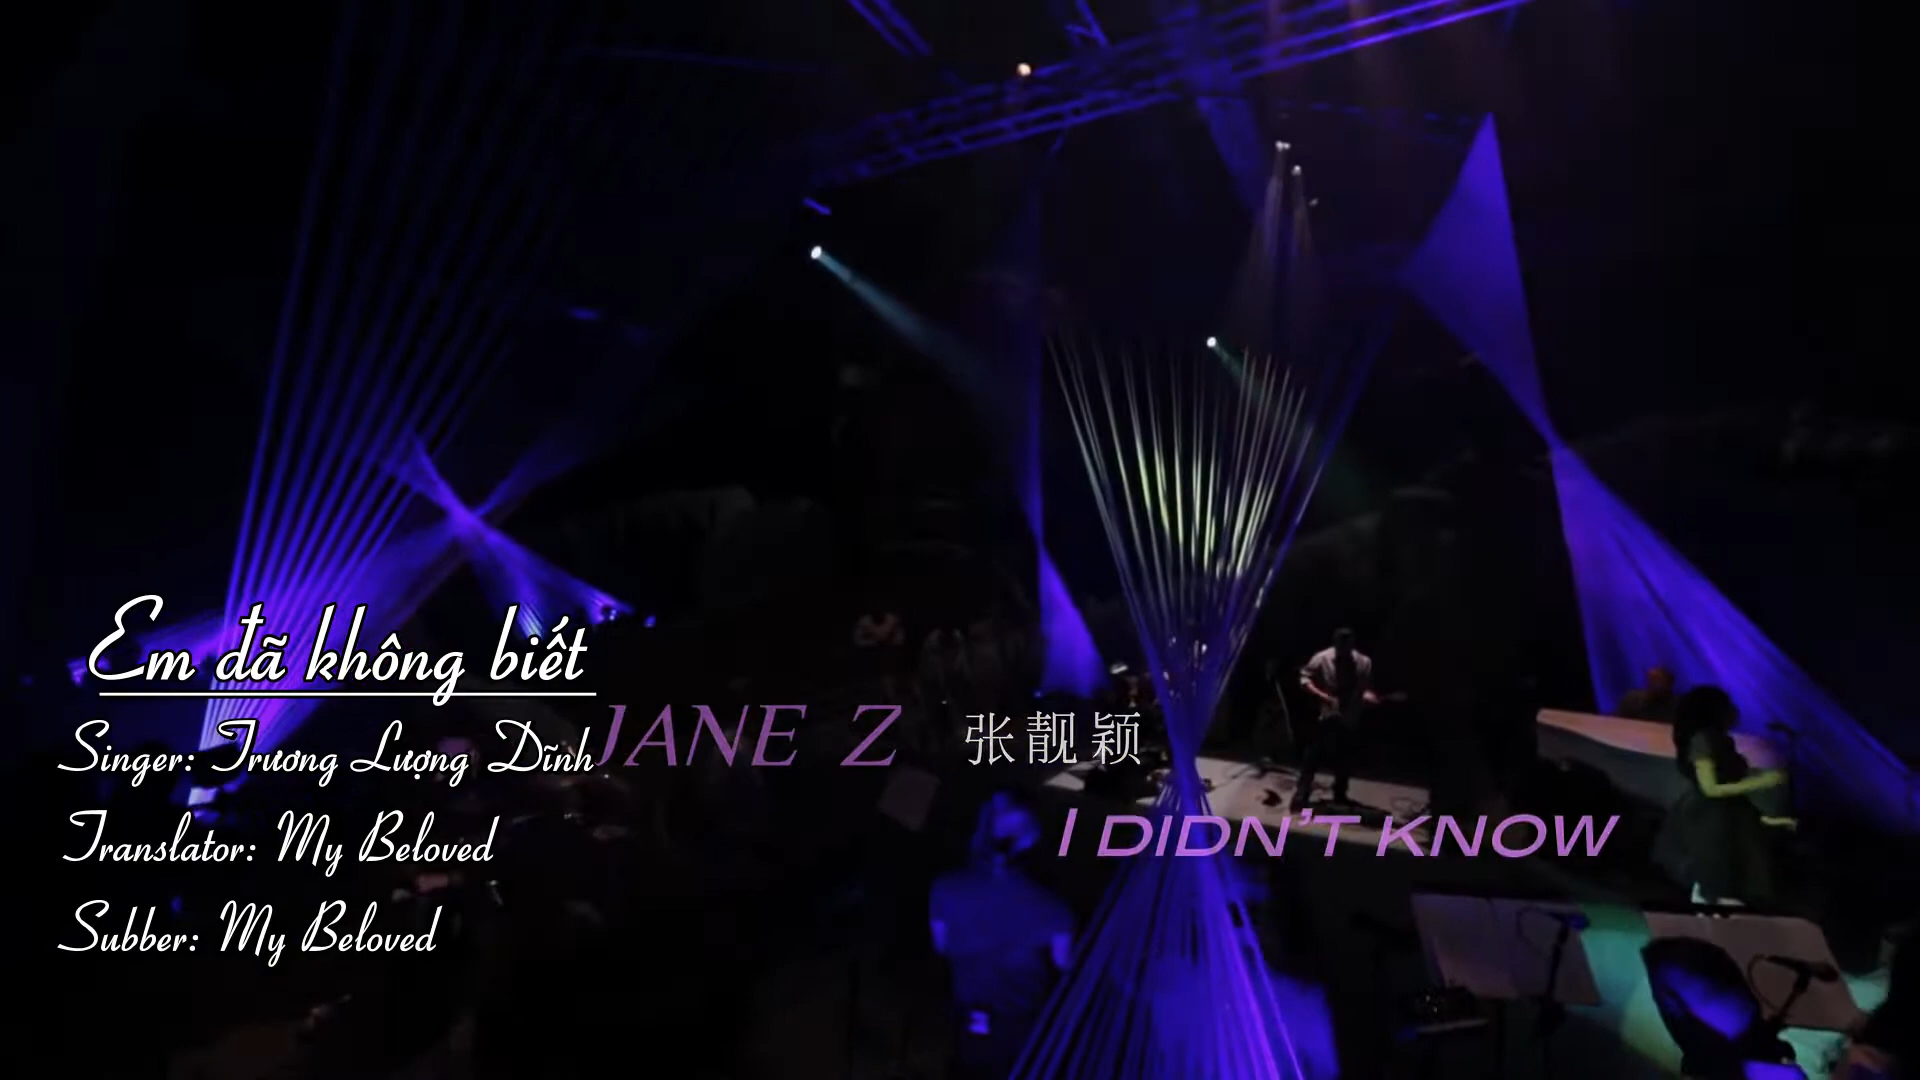 Em đã không biết
Singer: Trương Lượng Dĩnh
JANE Z 张靓颖
Translator: My Beloved
I DIDN'T KNOW
Subber: My Beloved